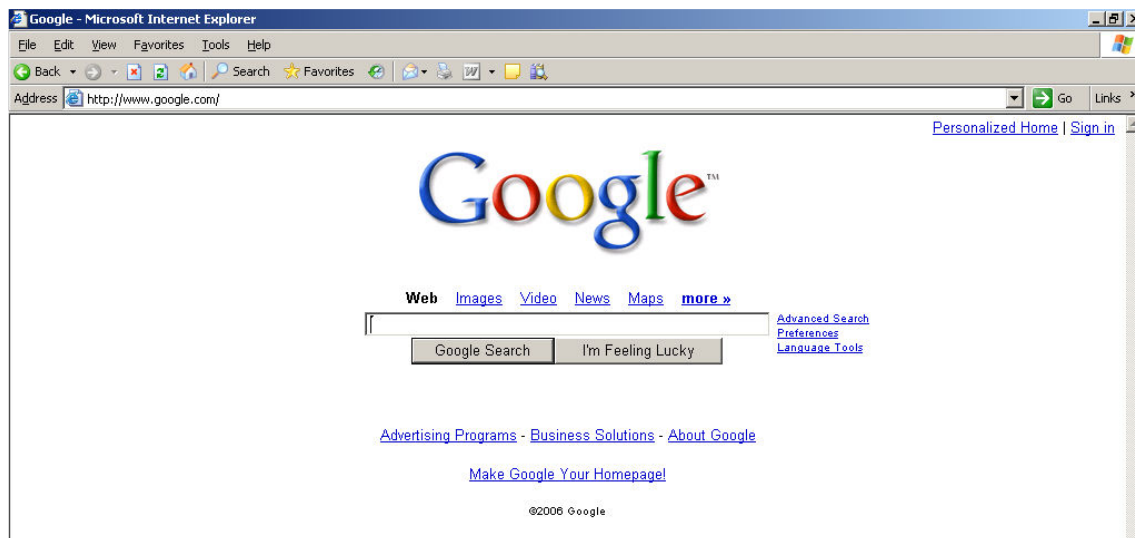 Google - Microsoft Internet Explorer
File Edit View Favorites Tools Help
Back Search Favorites
Address http://www.google.com/ Go Links
Personalized Home | Sign in
Google™
Web Images Video News Maps more »
Advanced Search
Preferences
Language Tools
Google Search I'm Feeling Lucky
Advertising Programs - Business Solutions - About Google
Make Google Your Homepage!
©2006 Google